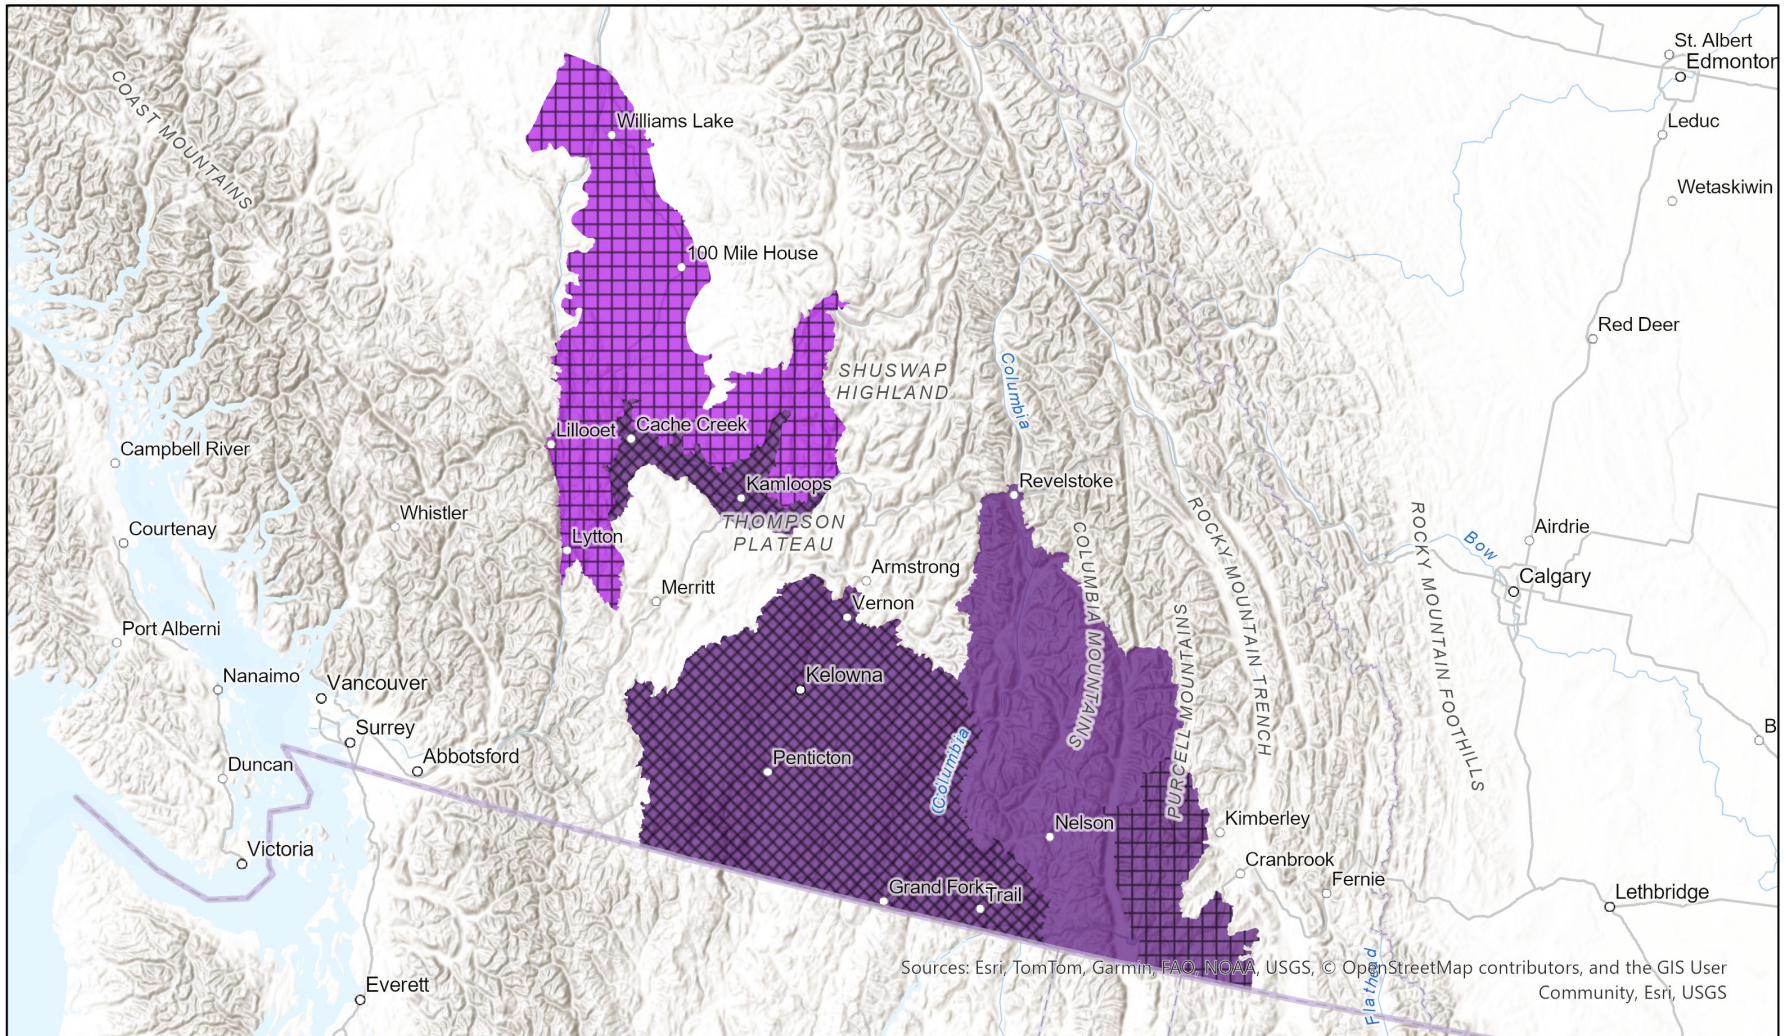 St. Albert
Edmonton
COAST MOUNTAINS
Williams Lake
Leduc
Wetaskiwin
100 Mile House
Red Deer
SHUSWAP
HIGHLAND
Columbia
Lillooet
Cache Creek
Campbell River
Kamloops
Revelstoke
Whistler
THOMPSON
PLATEAU
Courtenay
Lytton
Airdrie
Bow
Calgary
ROCKY MOUNTAIN TRENCH
ROCKY MOUNTAIN FOOTHILLS
COLUMBIA MOUNTAINS
Armstrong
Merritt
Vernon
Port Alberni
PURCELL MOUNTAINS
Nanaimo
Vancouver
Kelowna
Surrey
B
Abbotsford
Duncan
Penticton
(Columbia
Nelson
Kimberley
Victoria
Cranbrook
Fernie
Grand Fork
Trail
Lethbridge
Flathead
Everett
Sources: Esri, TomTom, Garmin, FAO, NOAA, USGS, © OpenStreetMap contributors, and the GIS User
Community, Esri, USGS